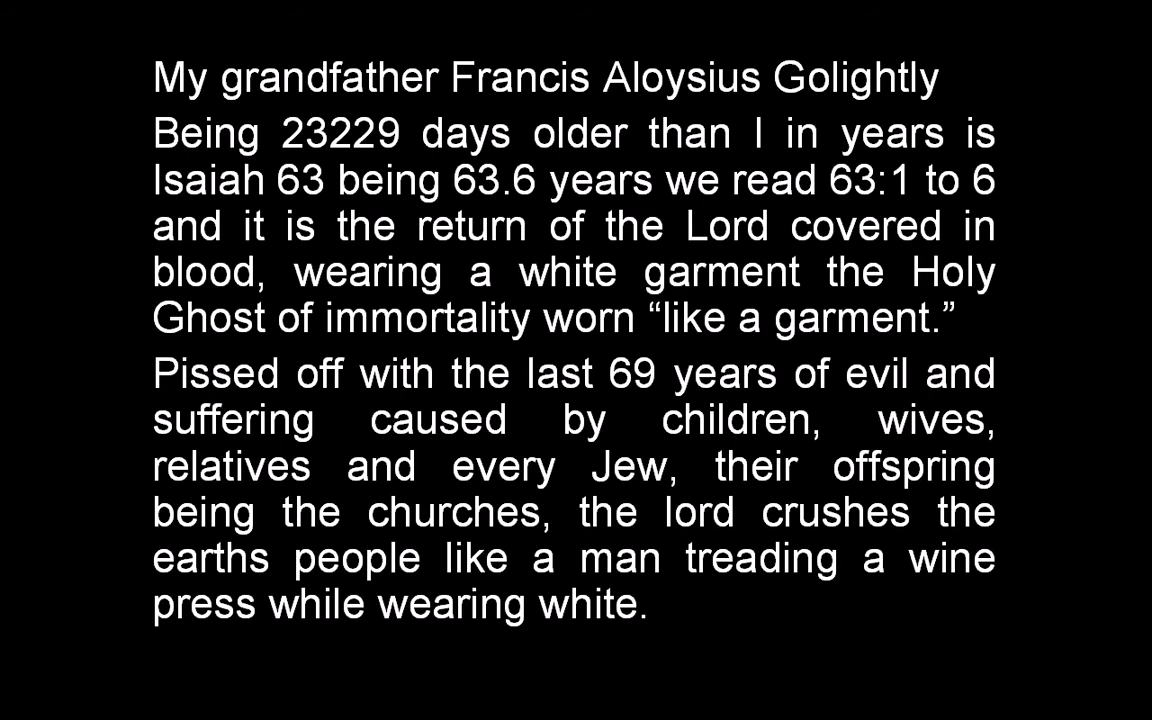 My grandfather Francis Aloysius Golightly
Being 23229 days older than I in years is
Isaiah 63 being 63.6 years we read 63:1 to 6
and it is the return of the Lord covered in
blood, wearing a white garment the Holy
Ghost of immortality worn “like a garment.”
Pissed off with the last 69 years of evil and
suffering caused by children, wives,
relatives and every Jew, their offspring
being the churches, the lord crushes the
earths people like a man treading a wine
press while wearing white.